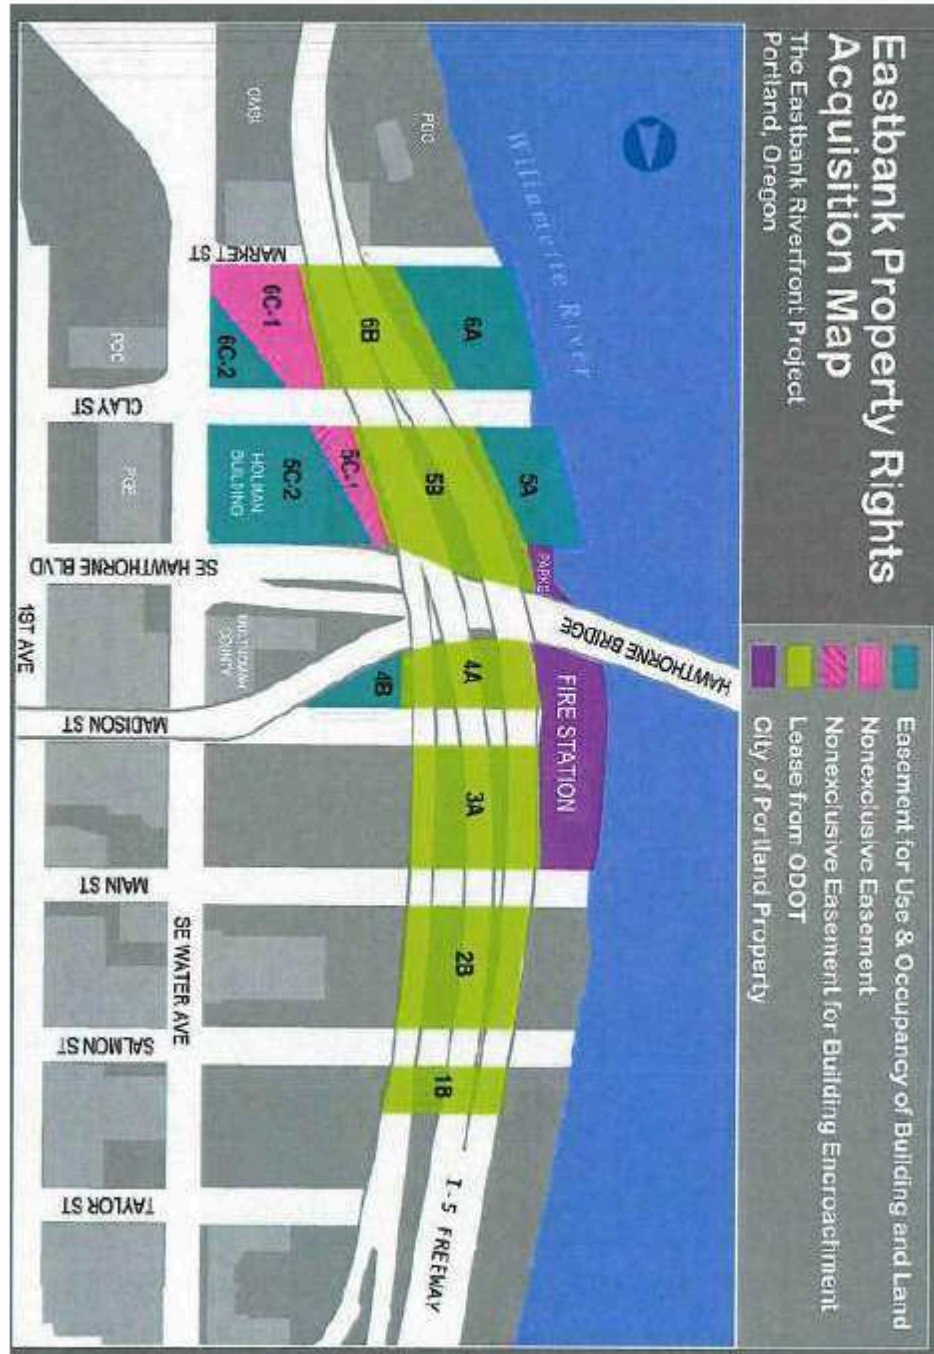 Eastbank Property Rights
Acquisition Map
The Eastbank Riverfront Project
Portland, Oregon
Easement for Use & Occupancy of Building and Land
Nonexclusive Easement
Nonexclusive Easement for Building Encroachment
Lease from ODOT
City of Portland Property
Willamette River
HAWTHORNE BRIDGE
FIRE STATION
OMSI
MARKET ST
6A
6B
6C-1
6C-2
CLAY ST
5A
5B
5C-1
5C-2
HOLMAN
BUILDING
PGE
SE HAWTHORNE BLVD
1ST AVE
MULTNOMAH
COUNTY
4A
4B
MADISON ST
3A
MAIN ST
SE WATER AVE
2B
SALMON ST
1B
TAYLOR ST
I-5 FREEWAY